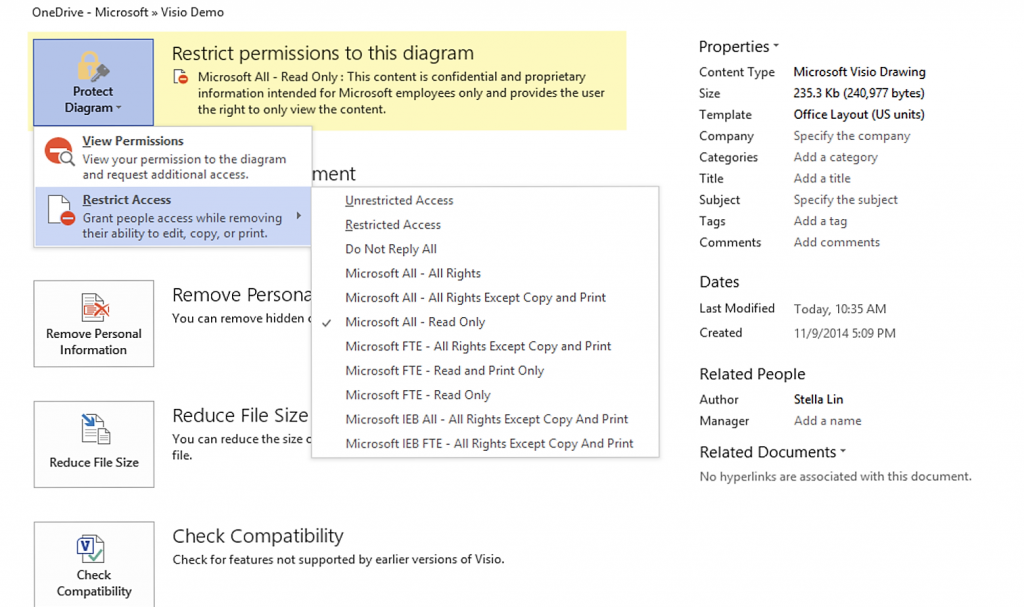 OneDrive - Microsoft » Visio Demo
Protect
Diagram
Restrict permissions to this diagram
Microsoft All - Read Only : This content is confidential and proprietary
information intended for Microsoft employees only and provides the user
the right to only view the content.
View Permissions
View your permission to the diagram
and request additional access.
Restrict Access
Grant people access while removing
their ability to edit, copy, or print.
ment
Unrestricted Access
Restricted Access
Do Not Reply All
Microsoft All - All Rights
Microsoft All - All Rights Except Copy and Print
Microsoft All - Read Only
Microsoft FTE - All Rights Except Copy and Print
Microsoft FTE - Read and Print Only
Microsoft FTE - Read Only
Microsoft IEB All - All Rights Except Copy And Print
Microsoft IEB FTE - All Rights Except Copy And Print
Remove Personal
Information
Remove Persona
You can remove hidden
Reduce File Size
Reduce File Size
You can reduce the size
file.
Check
Compatibility
Check Compatibility
Check for features not supported by earlier versions of Visio.
Properties
Content Type Microsoft Visio Drawing
Size 235.3 Kb (240,977 bytes)
Template Office Layout (US units)
Company Specify the company
Categories Add a category
Title Add a title
Subject Specify the subject
Tags Add a tag
Comments Add comments
Dates
Last Modified Today, 10:35 AM
Created 11/9/2014 5:09 PM
Related People
Author Stella Lin
Manager Add a name
Related Documents
No hyperlinks are associated with this document.